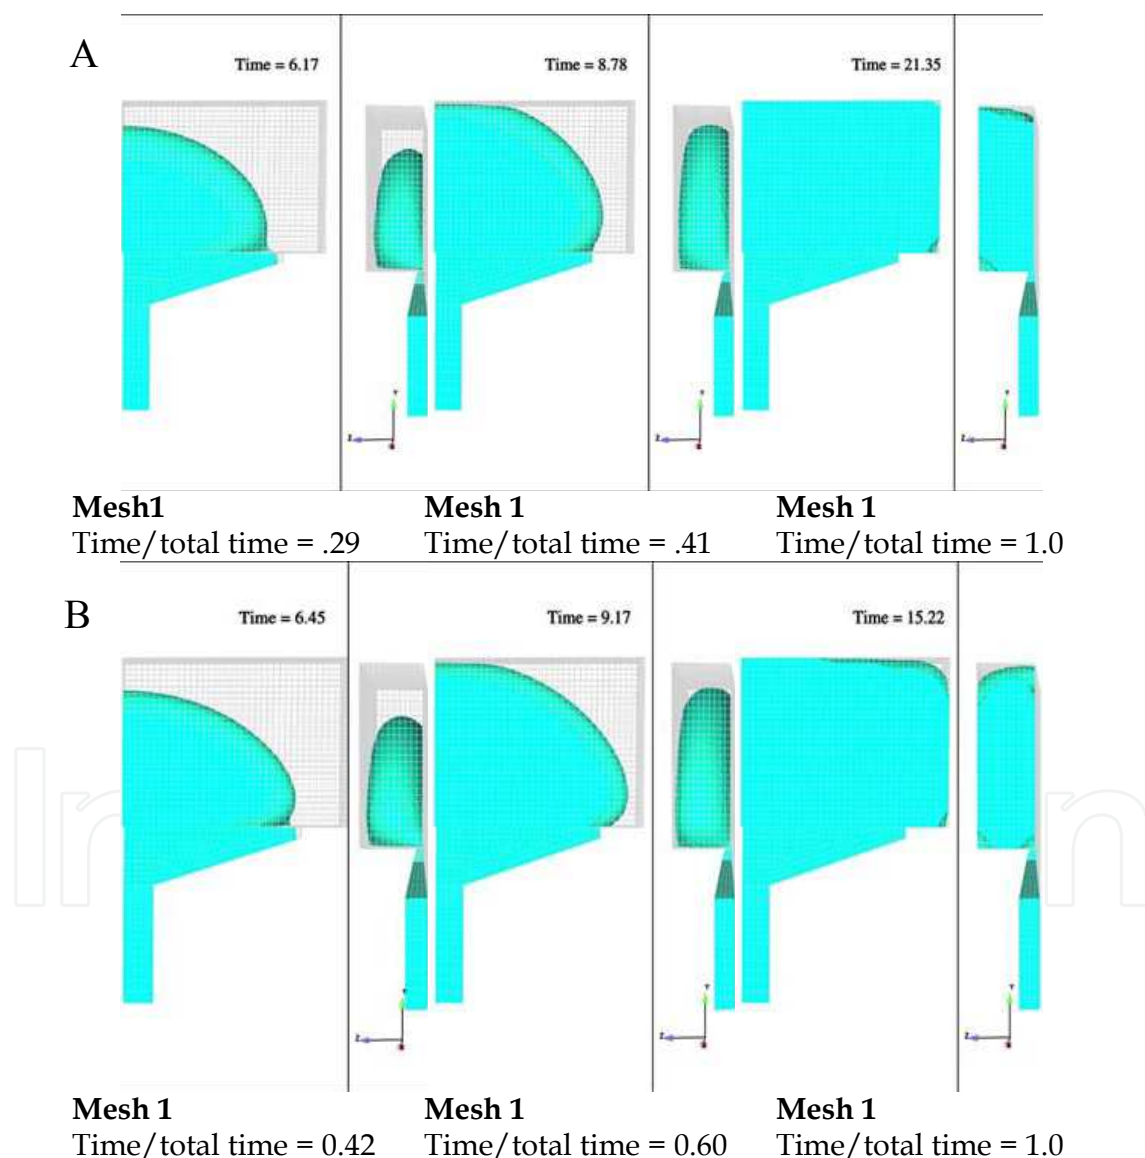 A
Time = 6.17
Time = 8.78
Time = 21.35
Mesh1
Mesh 1
Mesh 1
Time/total time = .29
Time/total time = .41
Time/total time = 1.0
B
Time = 6.45
Time = 9.17
Time = 15.22
Mesh 1
Mesh 1
Mesh 1
Time/total time = 0.42
Time/total time = 0.60
Time/total time = 1.0